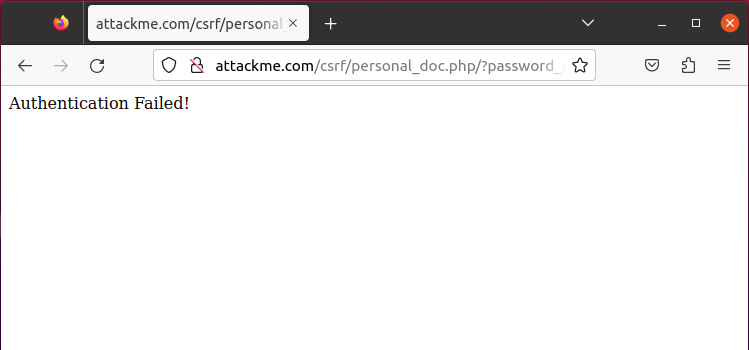 attackme.com/csrf/personal
attackme.com/csrf/personal_doc.php/?password_
Authentication Failed!